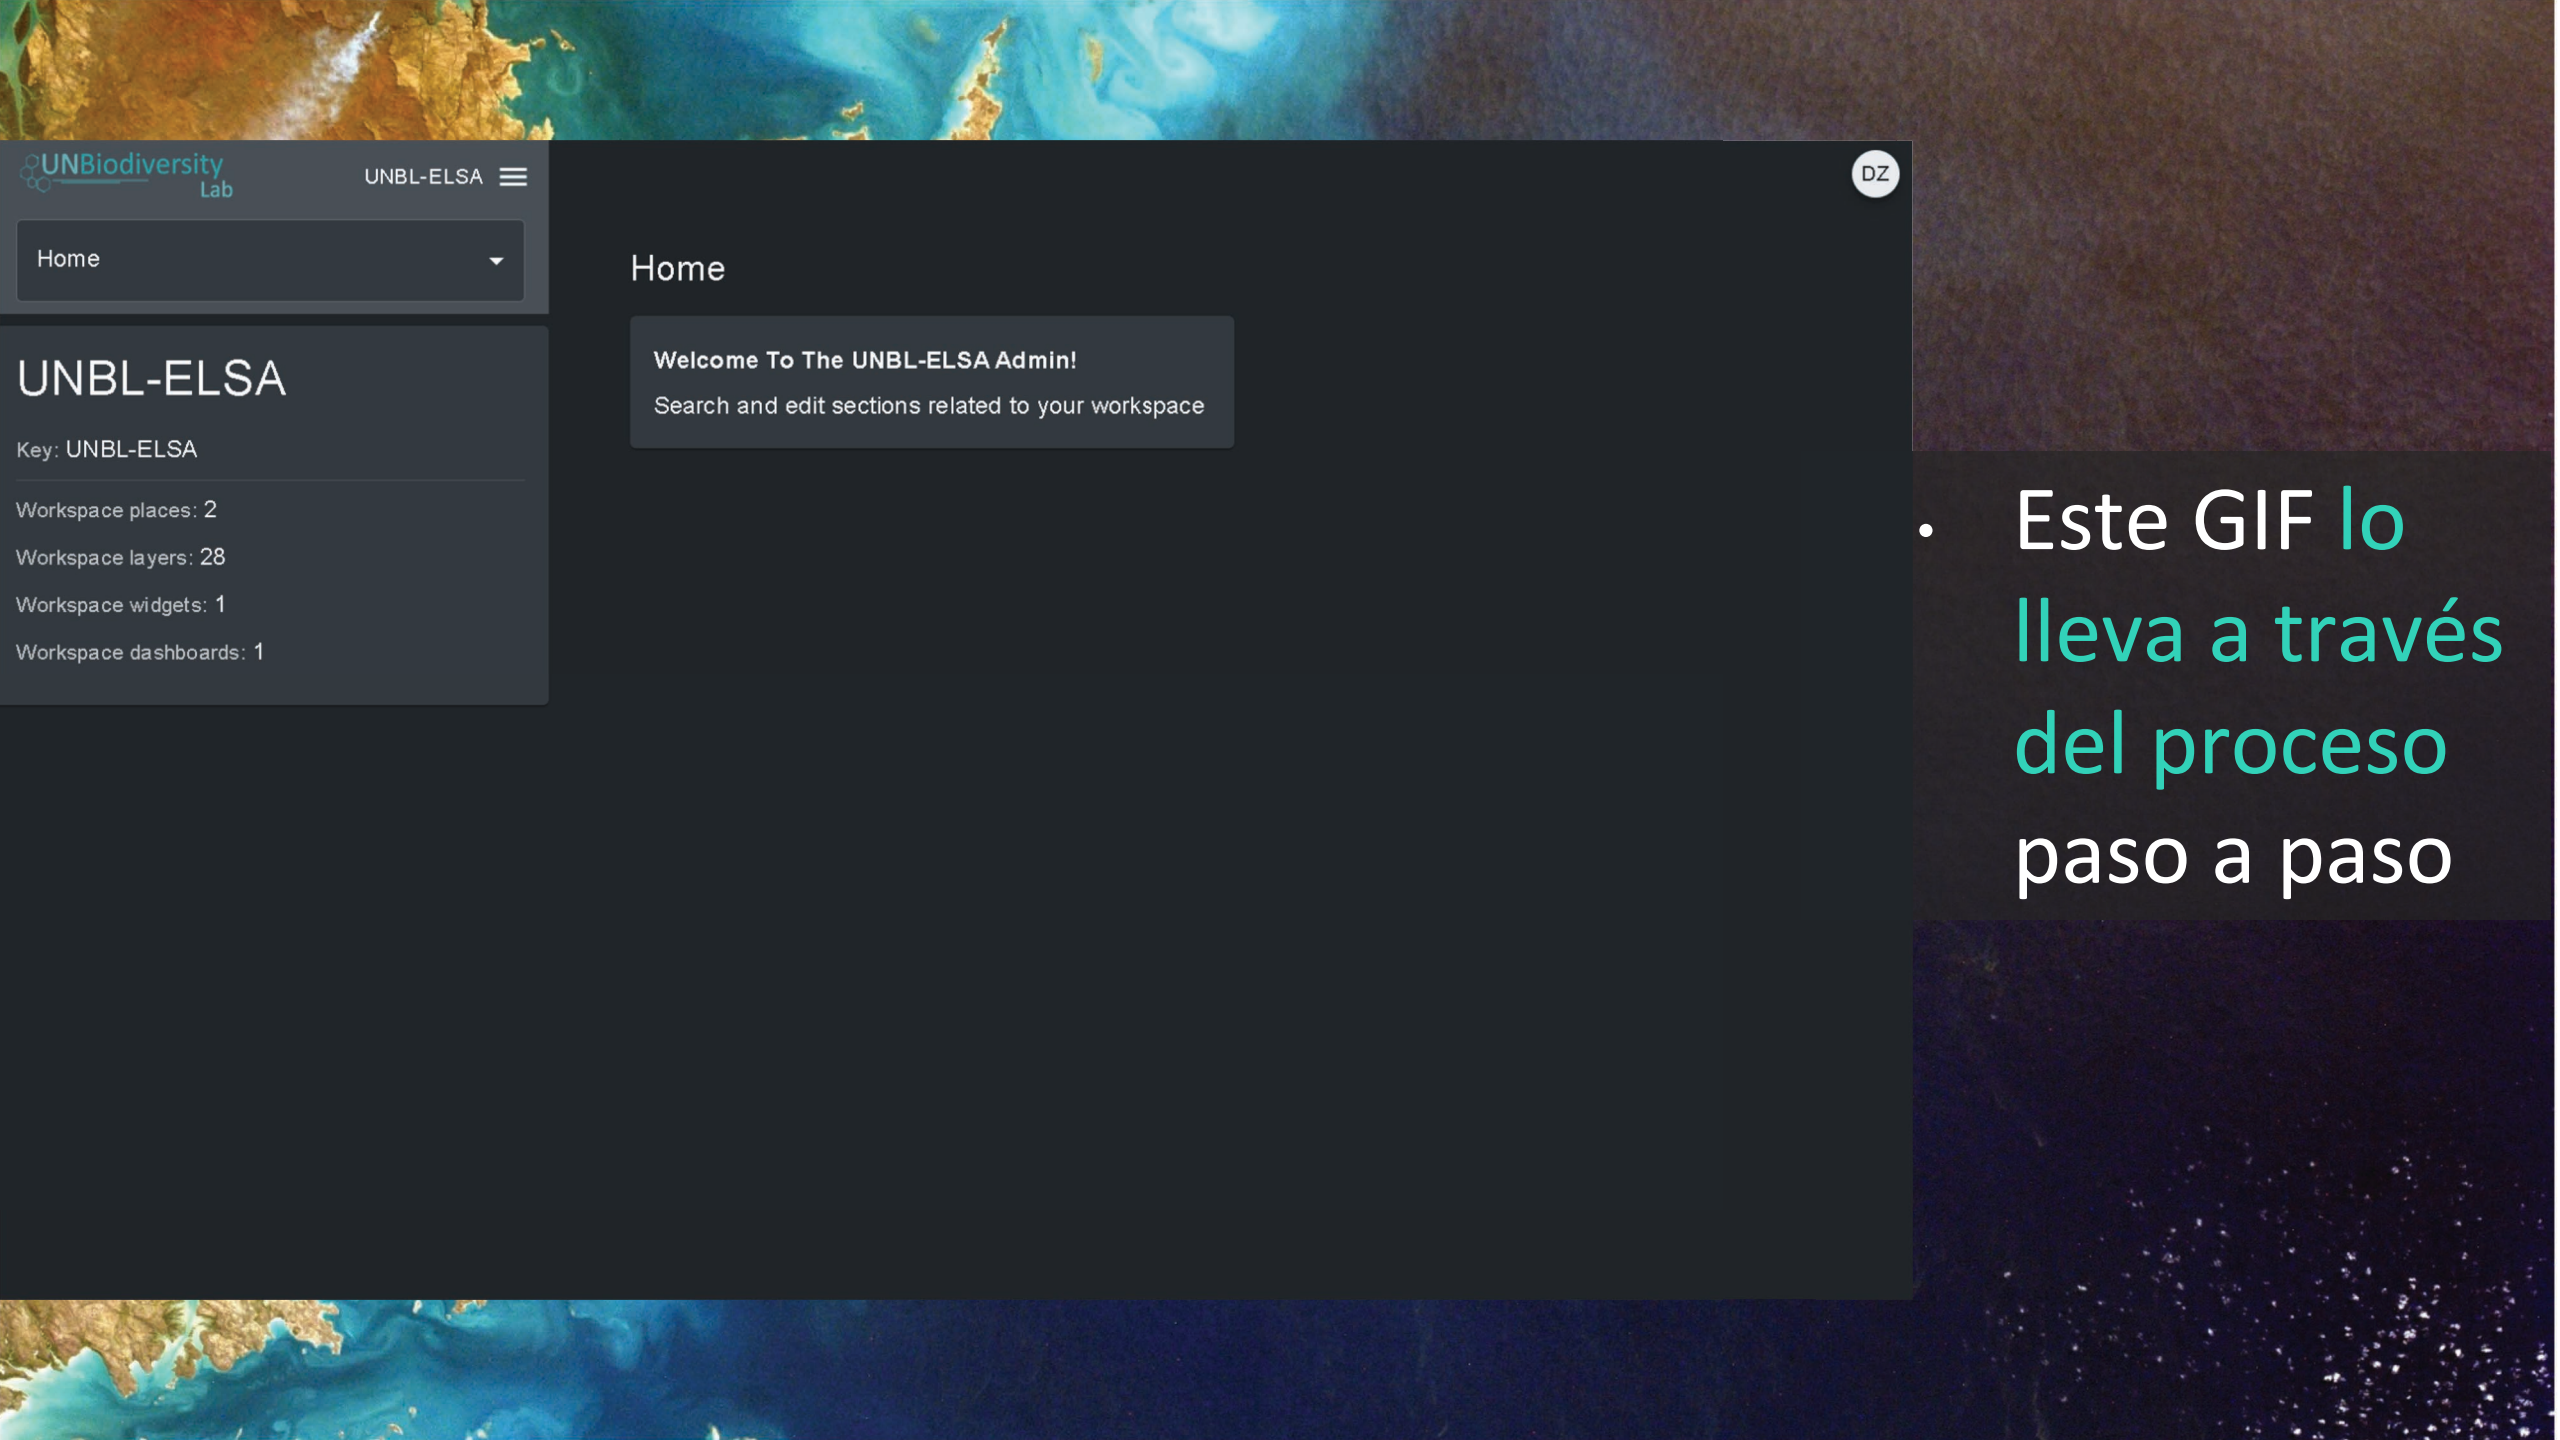 UNBiodiversity
Lab
UNBL-ELSA
DZ
Home
Home
Welcome To The UNBL-ELSA Admin!
Search and edit sections related to your workspace
UNBL-ELSA
Key: UNBL-ELSA
Workspace places: 2
Workspace layers: 28
Workspace widgets: 1
Workspace dashboards: 1
• Este GIF lo
lleva a través
del proceso
paso a paso